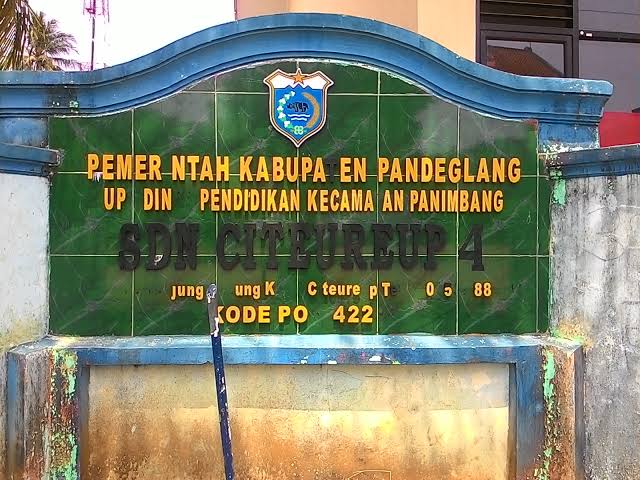 PEMER NTAH KABUPA EN PANDEGLANG
UP DIN PENDIDIKAN KECAMA AN PANIMBANG
SDN CITEUREUP 4
jung ung K C teure p T 0 5 88
KODE PO 422